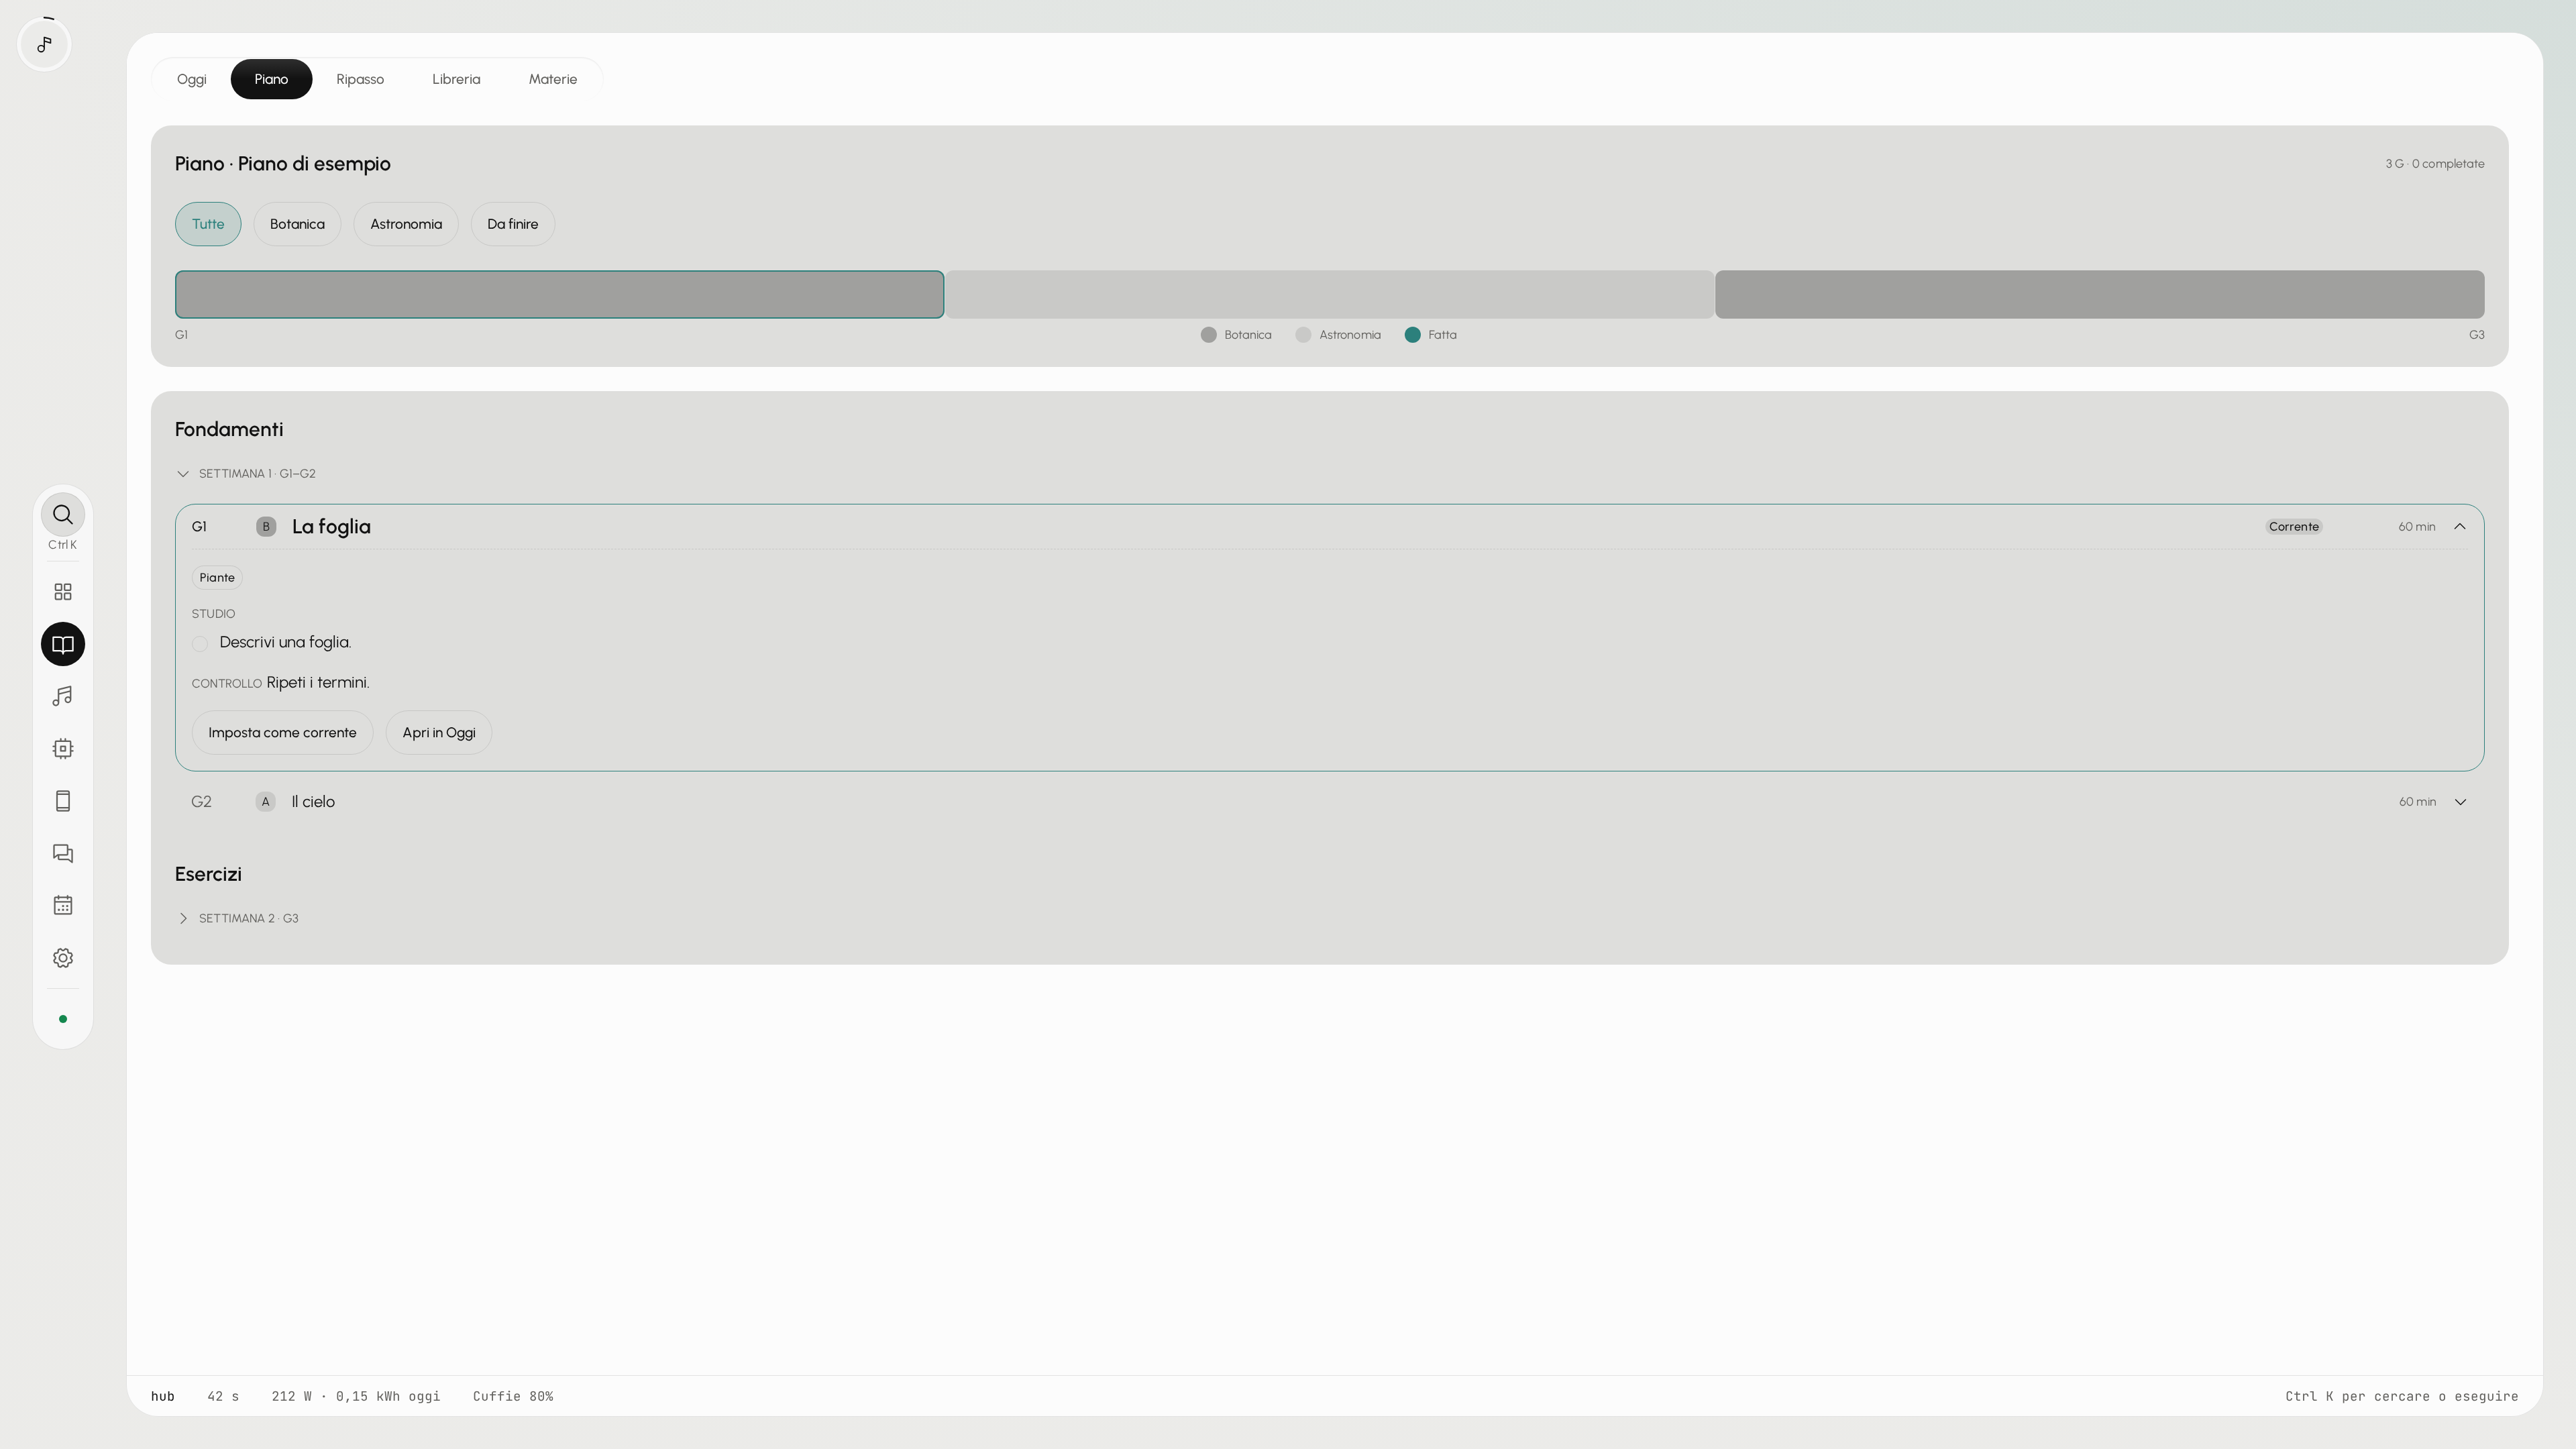 Oggi Piano Ripasso Libreria Materie
Piano · Piano di esempio
3 G · 0 completate
Tutte Botanica Astronomia Da finire
G1 Botanica Astronomia Fatta G3
Fondamenti
SETTIMANA 1 · G1–G2
G1 B La foglia Corrente 60 min
Piante
STUDIO
Descrivi una foglia.
CONTROLLO Ripeti i termini.
Imposta come corrente Apri in Oggi
G2 A Il cielo 60 min
Esercizi
SETTIMANA 2 · G3
Ctrl K
hub 42 s 212 W · 0,15 kWh oggi Cuffie 80% Ctrl K per cercare o eseguire